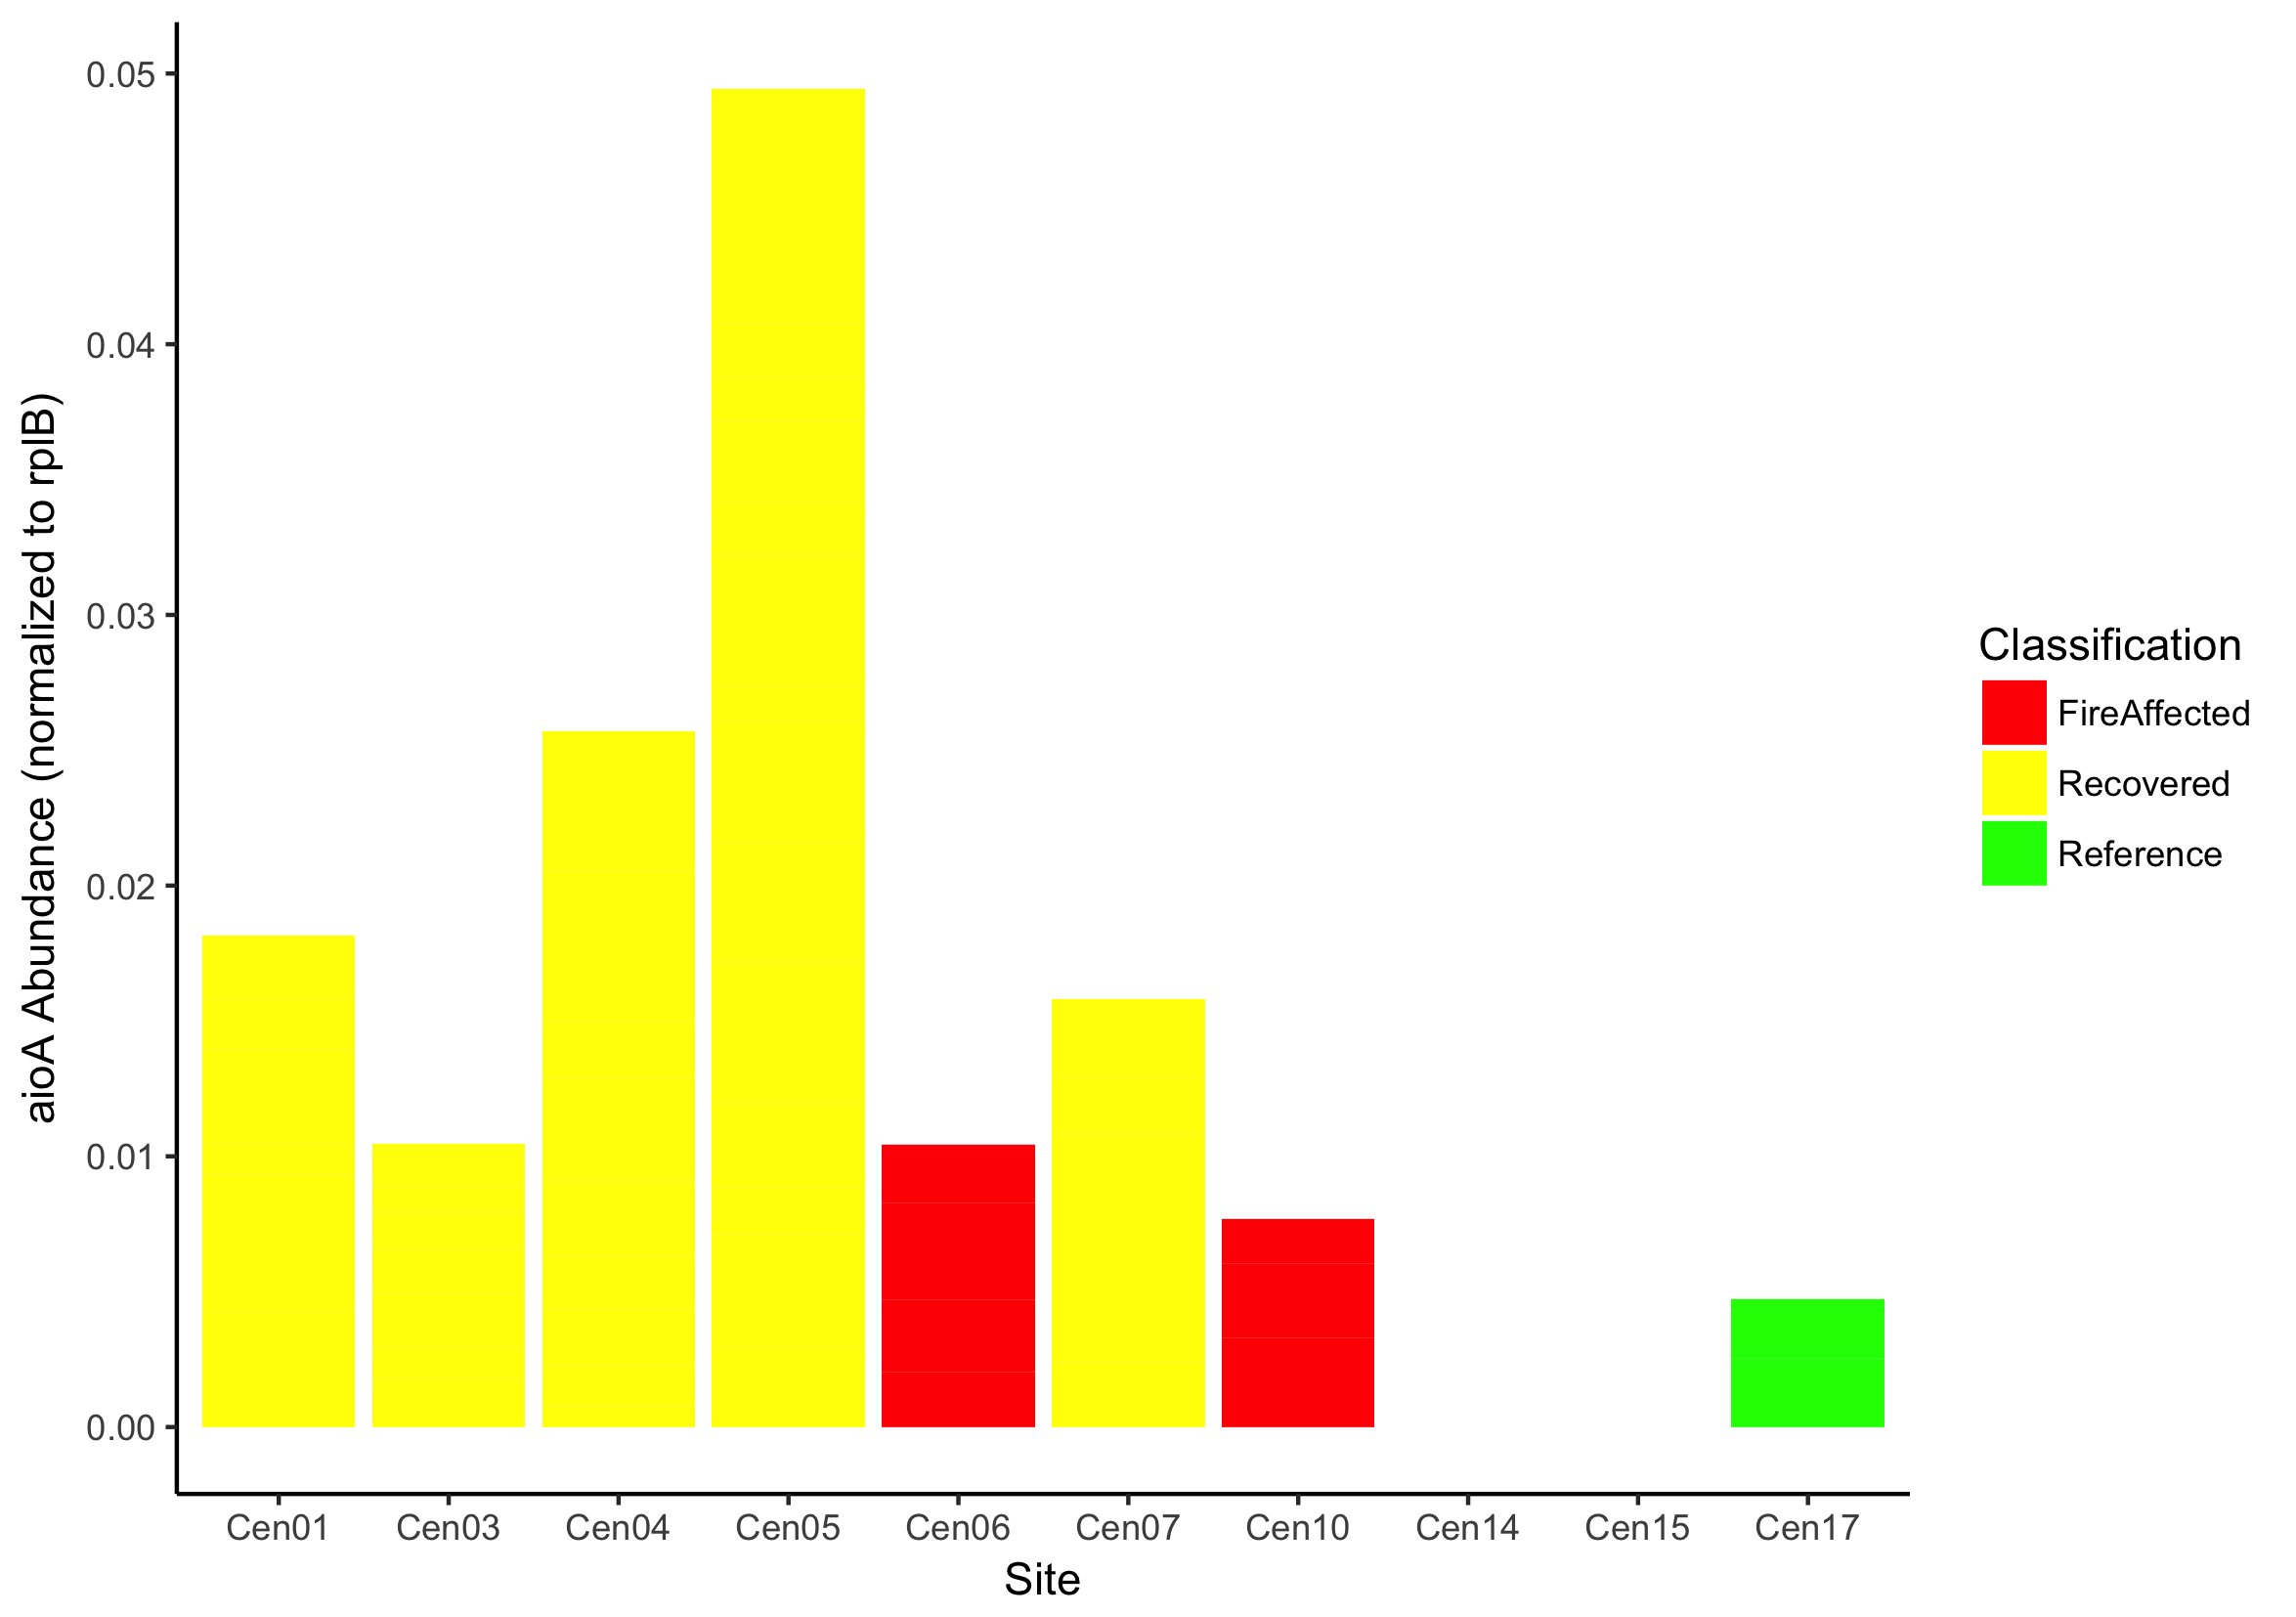 aioA Abundance (normalized to rplB)
0.05
0.04
0.03
0.02
0.01
0.00
Cen01 Cen03 Cen04 Cen05 Cen06 Cen07 Cen10 Cen14 Cen15 Cen17
Site
Classification
FireAffected
Recovered
Reference